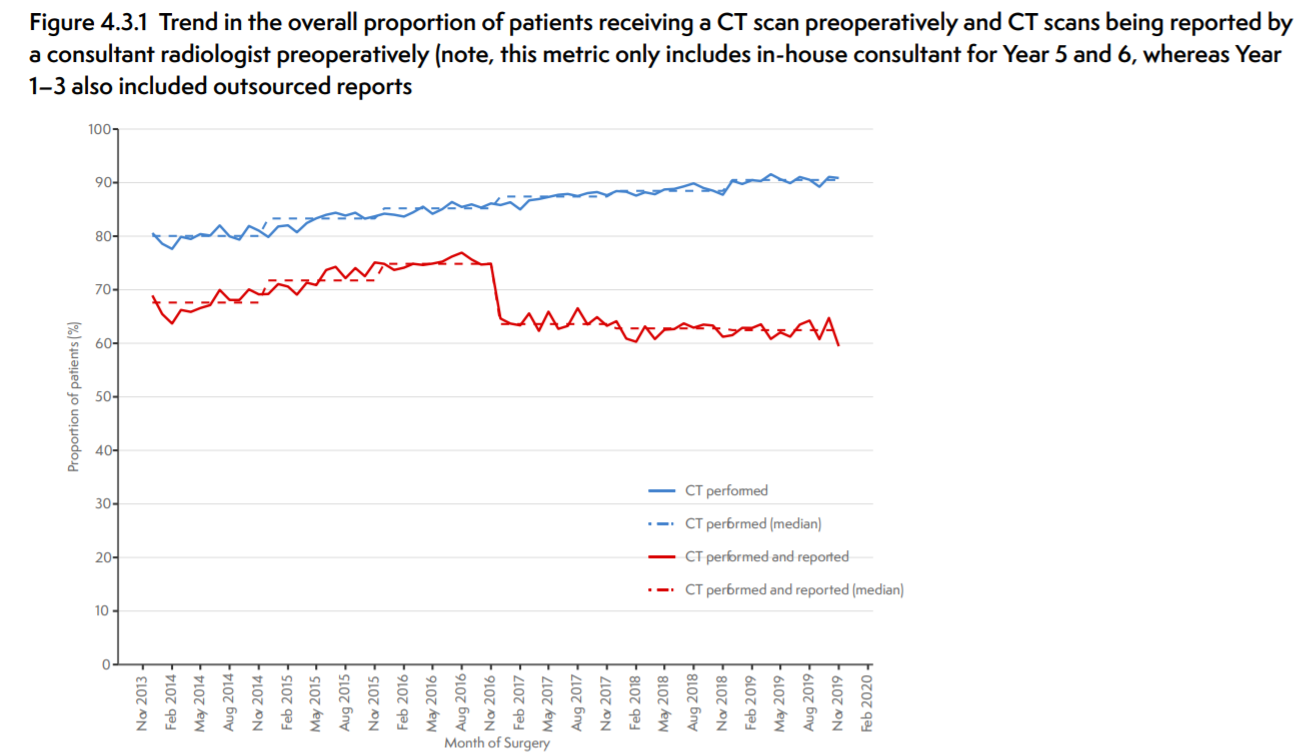 Figure 4.3.1 Trend in the overall proportion of patients receiving a CT scan preoperatively and CT scans being reported by
a consultant radiologist preoperatively (note, this metric only includes in-house consultant for Year 5 and 6, whereas Year
1–3 also included outsourced reports
100
90
80
70
60
50
40
30
20
10
0
Proportion of patients (%)
CT performed
CT performed (median)
CT performed and reported
CT performed and reported (median)
Nov 2013
Feb 2014
May 2014
Aug 2014
Nov 2014
Feb 2015
May 2015
Aug 2015
Nov 2015
Feb 2016
May 2016
Aug 2016
Nov 2016
Feb 2017
May 2017
Aug 2017
Nov 2017
Feb 2018
May 2018
Aug 2018
Nov 2018
Feb 2019
May 2019
Aug 2019
Nov 2019
Feb 2020
Month of Surgery